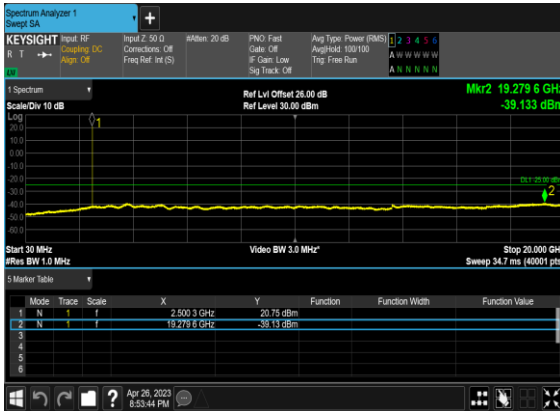 Spectrum Analyzer 1
Swept SA
+
KEYSIGHT
R T
Input: RF
Coupling: DC
Align: Off
Input Z: 50 Ω
Corrections: Off
Freq Ref: Int (S)
#Atten: 20 dB
PNO: Fast
Gate: Off
IF Gain: Low
Sig Track: Off
Avg Type: Power (RMS)
Avg|Hold: 100/100
Trig: Free Run
1 2 3 4 5 6
A W W W W W
A N N N N N
1 Spectrum
Scale/Div 10 dB
Ref Lvl Offset 26.00 dB
Ref Level 30.00 dBm
Mkr2 19.279 6 GHz
-39.133 dBm
Log
20.0
10.0
0.00
-10.0
-20.0
-30.0
-40.0
-50.0
-60.0
1
DL1 -25.00 dBm
2
Start 30 MHz
#Res BW 1.0 MHz
Video BW 3.0 MHz*
Stop 20.000 GH
Sweep 34.7 ms (40001 pts
5 Marker Table
Mode Trace Scale X Y Function Function Width Function Value
1 N 1 f 2.500 3 GHz 20.75 dBm
2 N 1 f 19.279 6 GHz -39.13 dBm
3
4
5
6
? Apr 26, 2023
8:53:44 PM